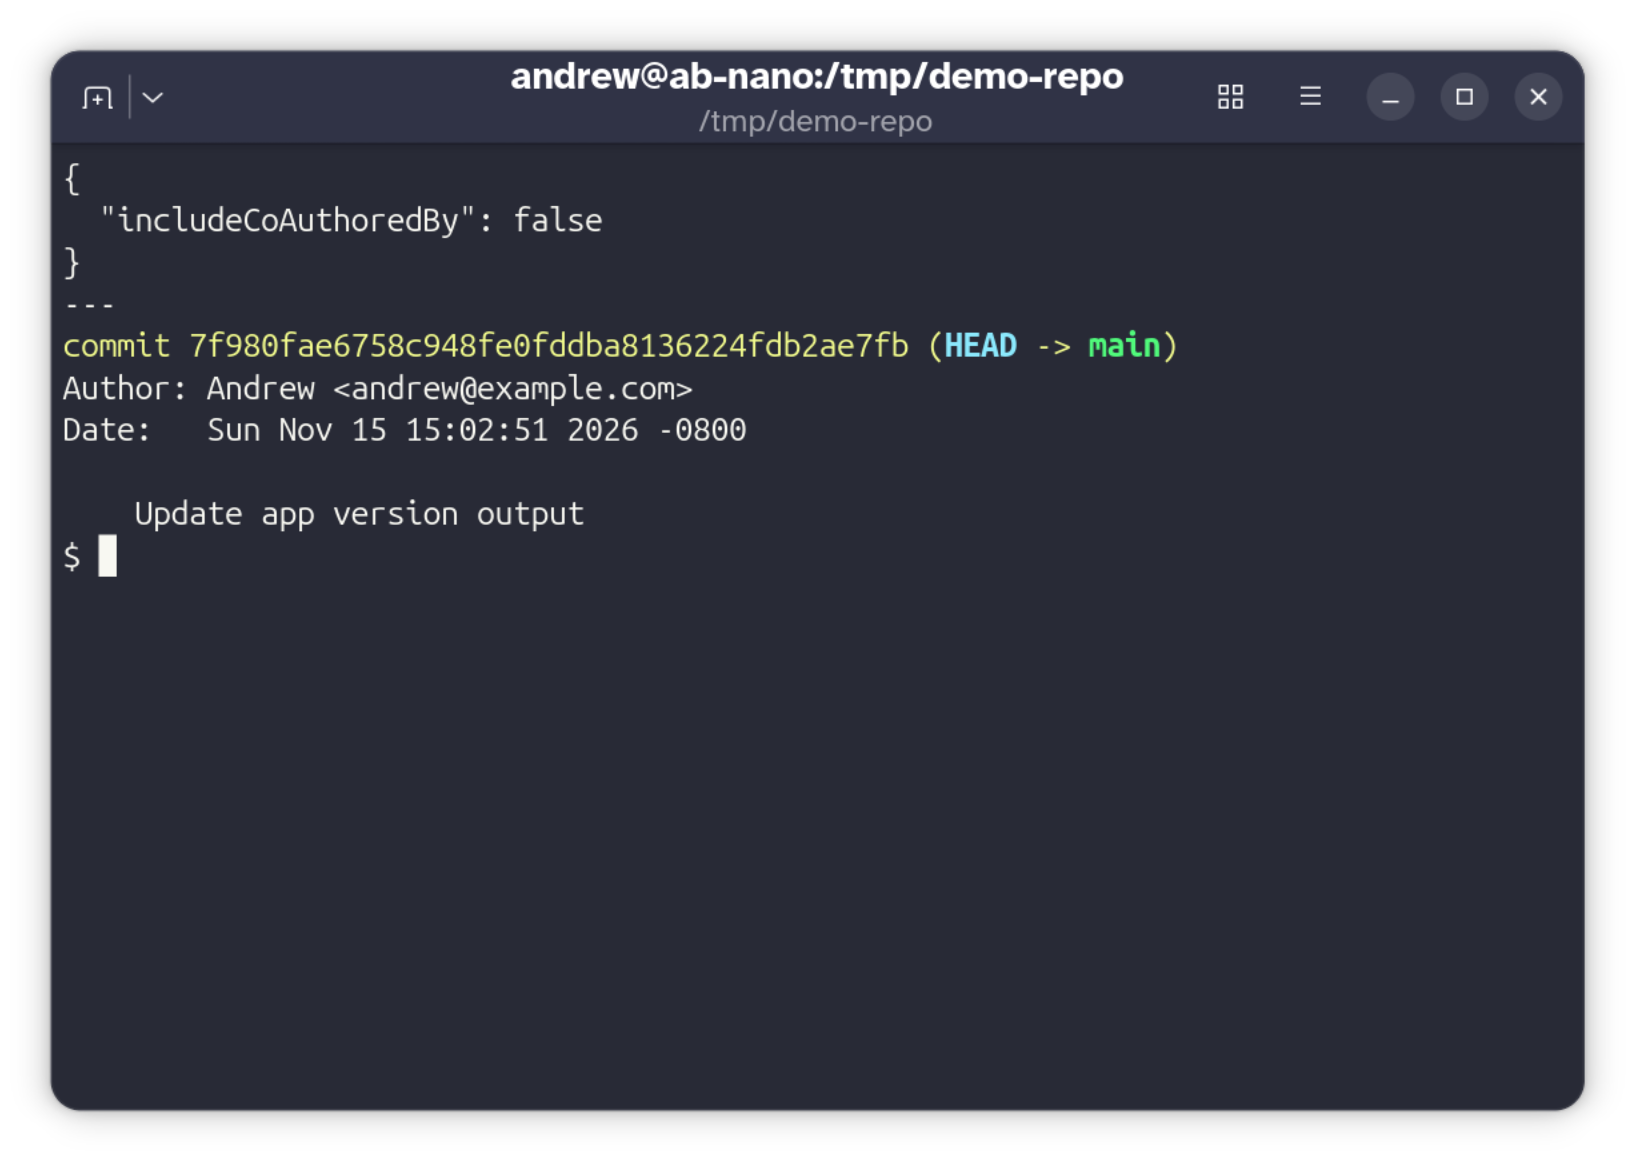 andrew@ab-nano:/tmp/demo-repo
/tmp/demo-repo
{
  "includeCoAuthoredBy": false
}
---
commit 7f980fae6758c948fe0fddba8136224fdb2ae7fb (HEAD -> main)
Author: Andrew <andrew@example.com>
Date:   Sun Nov 15 15:02:51 2026 -0800

    Update app version output
$